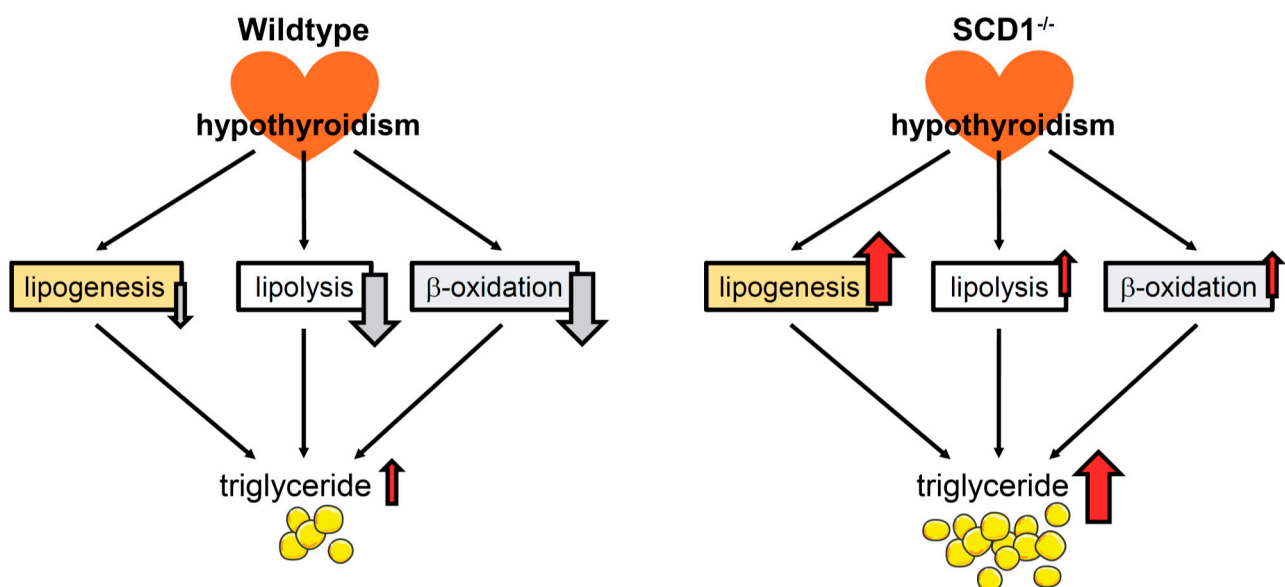 Wildtype
hypothyroidism
lipogenesis
lipolysis
β-oxidation
triglyceride
SCD1-/-
hypothyroidism
lipogenesis
lipolysis
β-oxidation
triglyceride